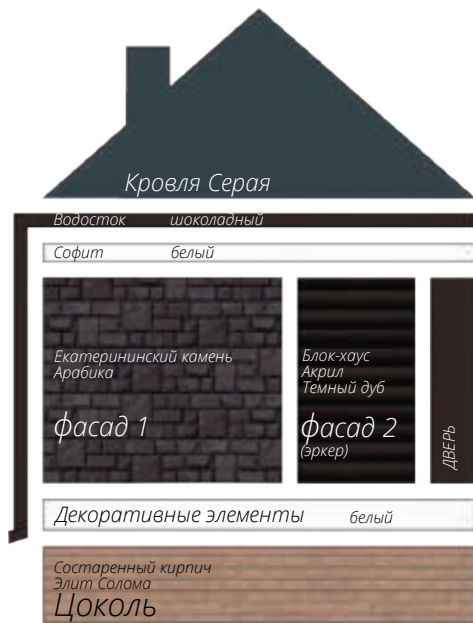 Кровля Серая
Водосток шоколадный
Софит белый
Екатерининский камень
Арабика
фасад 1
Блок-хаус
Акрил
Темный дуб
фасад 2
(эркер)
ДВЕРЬ
Декоративные элементы белый
Состаренный кирпич
Элит Солома
Цоколь